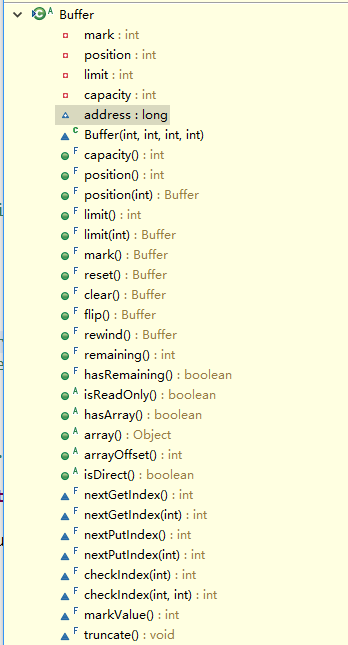 Buffer
mark : int
position : int
limit : int
capacity : int
address : long
Buffer(int, int, int, int)
capacity() : int
position() : int
position(int) : Buffer
limit() : int
limit(int) : Buffer
mark() : Buffer
reset() : Buffer
clear() : Buffer
flip() : Buffer
rewind() : Buffer
remaining() : int
hasRemaining() : boolean
isReadOnly() : boolean
hasArray() : boolean
array() : Object
arrayOffset() : int
isDirect() : boolean
nextGetIndex() : int
nextGetIndex(int) : int
nextPutIndex() : int
nextPutIndex(int) : int
checkIndex(int) : int
checkIndex(int, int) : int
markValue() : int
truncate() : void